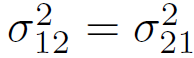 σ²₁₂ = σ²₂₁